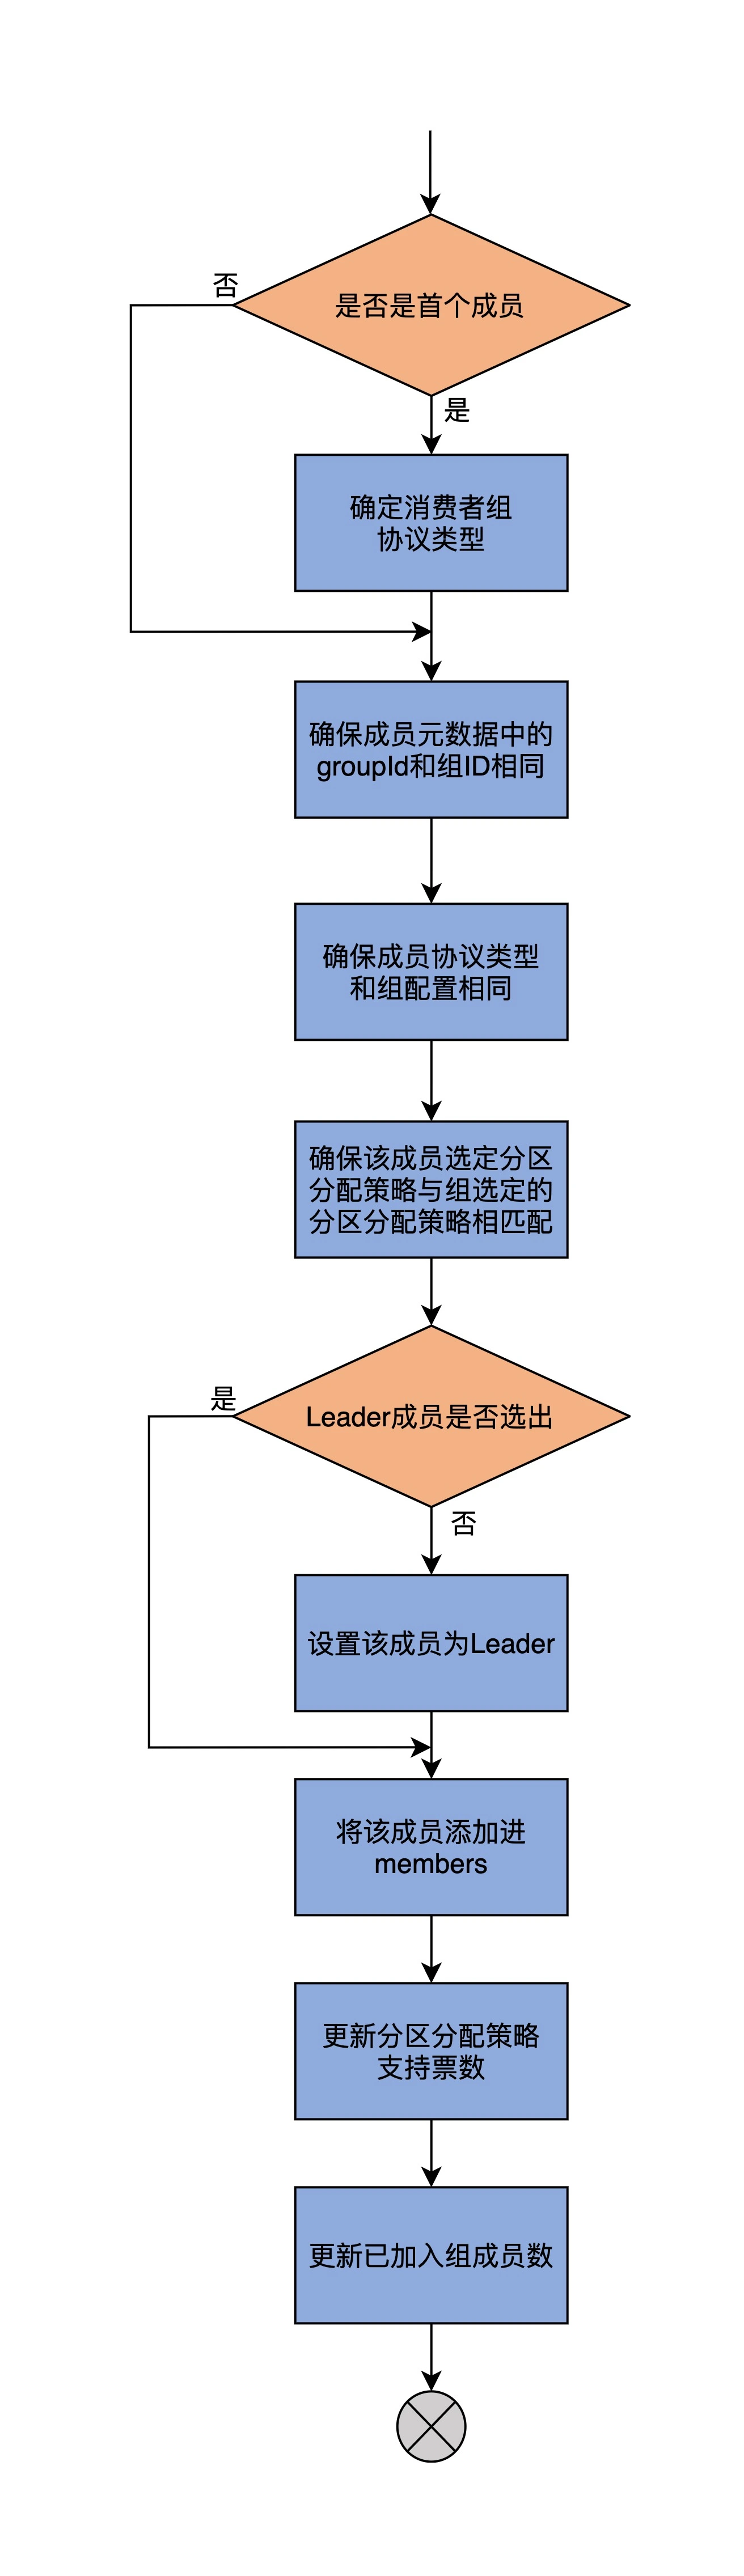 否
是否是首个成员
是
确定消费者组
协议类型
确保成员元数据中的
groupId和组ID相同
确保成员协议类型
和组配置相同
确保该成员选定分区
分配策略与组选定的
分区分配策略相匹配
是
Leader成员是否选出
否
设置该成员为Leader
将该成员添加进
members
更新分区分配策略
支持票数
更新已加入组成员数